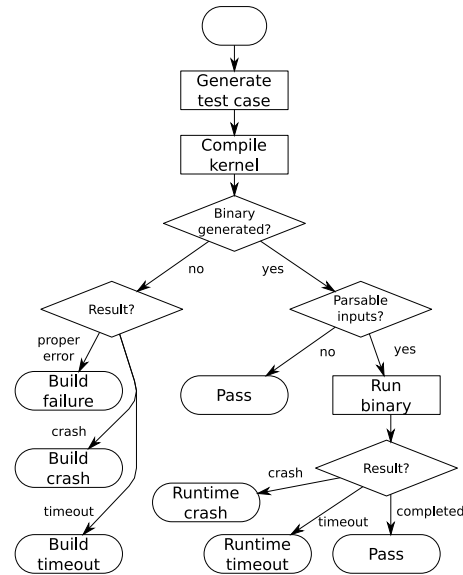 Generate
test case
Compile
kernel
Binary
generated?
no
yes
Result?
Parsable
inputs?
proper
error
no
yes
Build
failure
Pass
Run
binary
crash
Build
crash
Result?
crash
Runtime
crash
timeout
timeout
completed
Build
timeout
Runtime
timeout
Pass